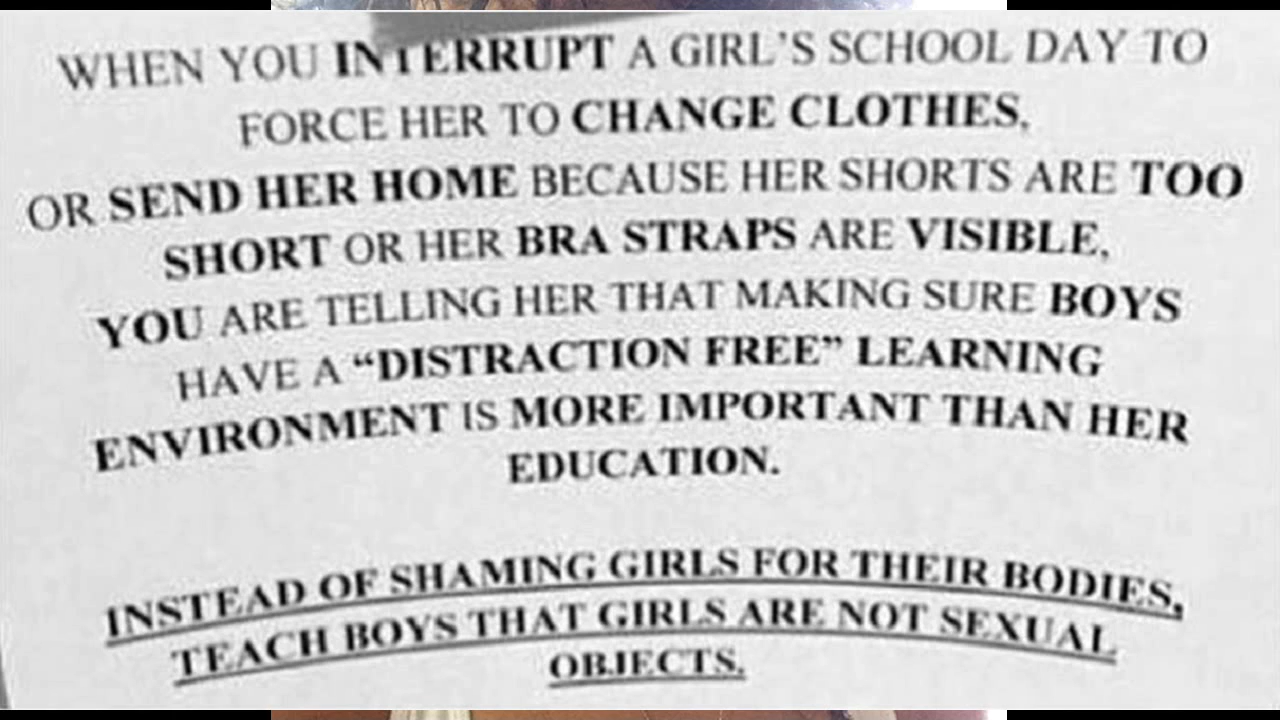 WHEN YOU INTERRUPT A GIRL'S SCHOOL DAY TO
FORCE HER TO CHANGE CLOTHES,
OR SEND HER HOME BECAUSE HER SHORTS ARE TOO
SHORT OR HER BRA STRAPS ARE VISIBLE,
YOU ARE TELLING HER THAT MAKING SURE BOYS
HAVE A “DISTRACTION FREE” LEARNING
ENVIRONMENT IS MORE IMPORTANT THAN HER
EDUCATION.
INSTEAD OF SHAMING GIRLS FOR THEIR BODIES,
TEACH BOYS THAT GIRLS ARE NOT SEXUAL
OBJECTS.